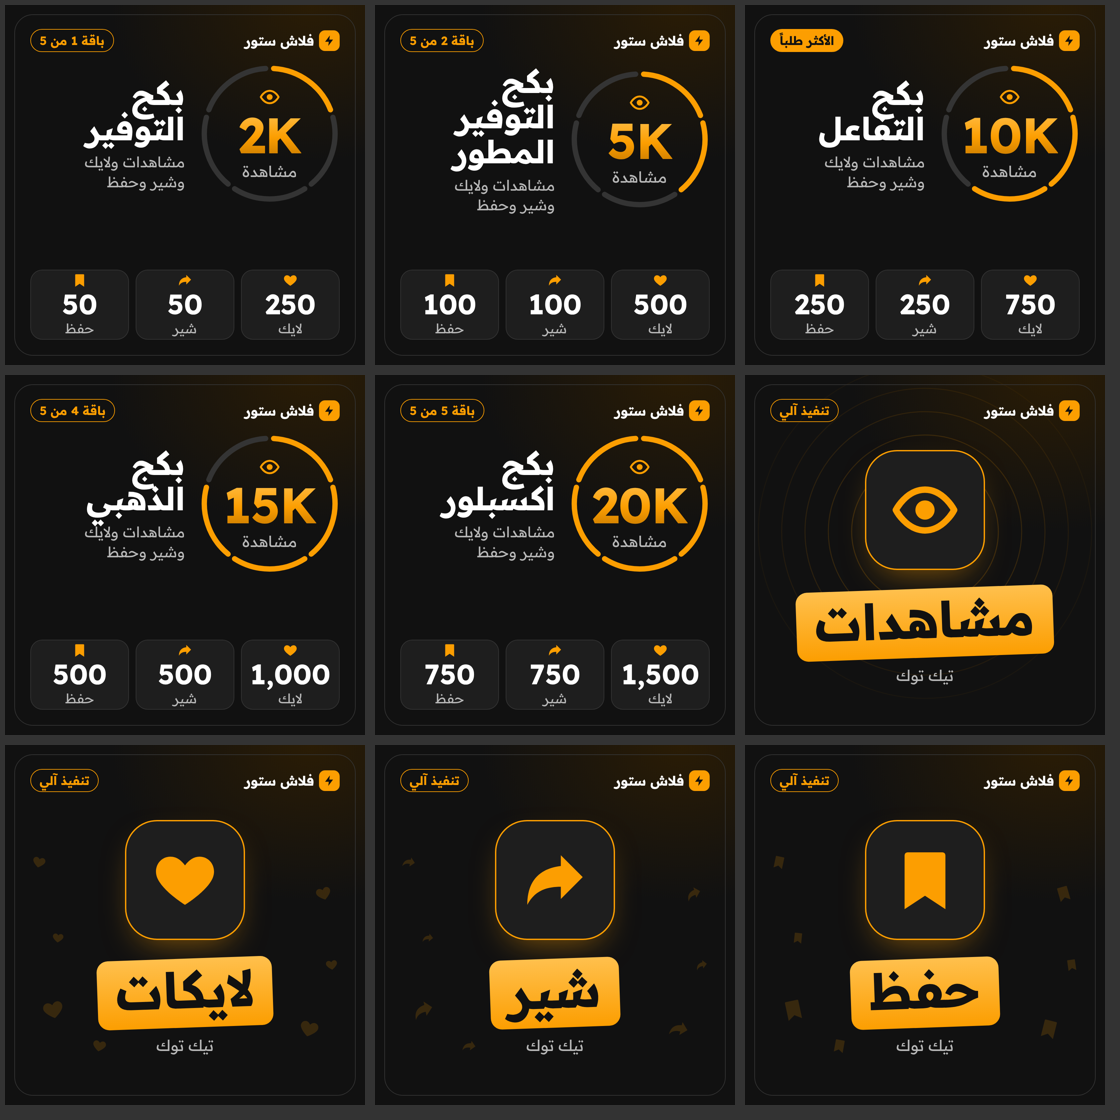 فلاش ستور
باقة 1 من 5
2K
مشاهدة
بكج
التوفير
مشاهدات ولايك
وشير وحفظ
250
لايك
50
شير
50
حفظ
فلاش ستور
باقة 2 من 5
5K
مشاهدة
بكج
التوفير
المطور
مشاهدات ولايك
وشير وحفظ
500
لايك
100
شير
100
حفظ
فلاش ستور
الأكثر طلباً
10K
مشاهدة
بكج
التفاعل
مشاهدات ولايك
وشير وحفظ
750
لايك
250
شير
250
حفظ
فلاش ستور
باقة 4 من 5
15K
مشاهدة
بكج
الذهبي
مشاهدات ولايك
وشير وحفظ
1,000
لايك
500
شير
500
حفظ
فلاش ستور
باقة 5 من 5
20K
مشاهدة
بكج
اكسبلور
مشاهدات ولايك
وشير وحفظ
1,500
لايك
750
شير
750
حفظ
فلاش ستور
تنفيذ آلي
مشاهدات
تيك توك
فلاش ستور
تنفيذ آلي
لايكات
تيك توك
فلاش ستور
تنفيذ آلي
شير
تيك توك
فلاش ستور
تنفيذ آلي
حفظ
تيك توك